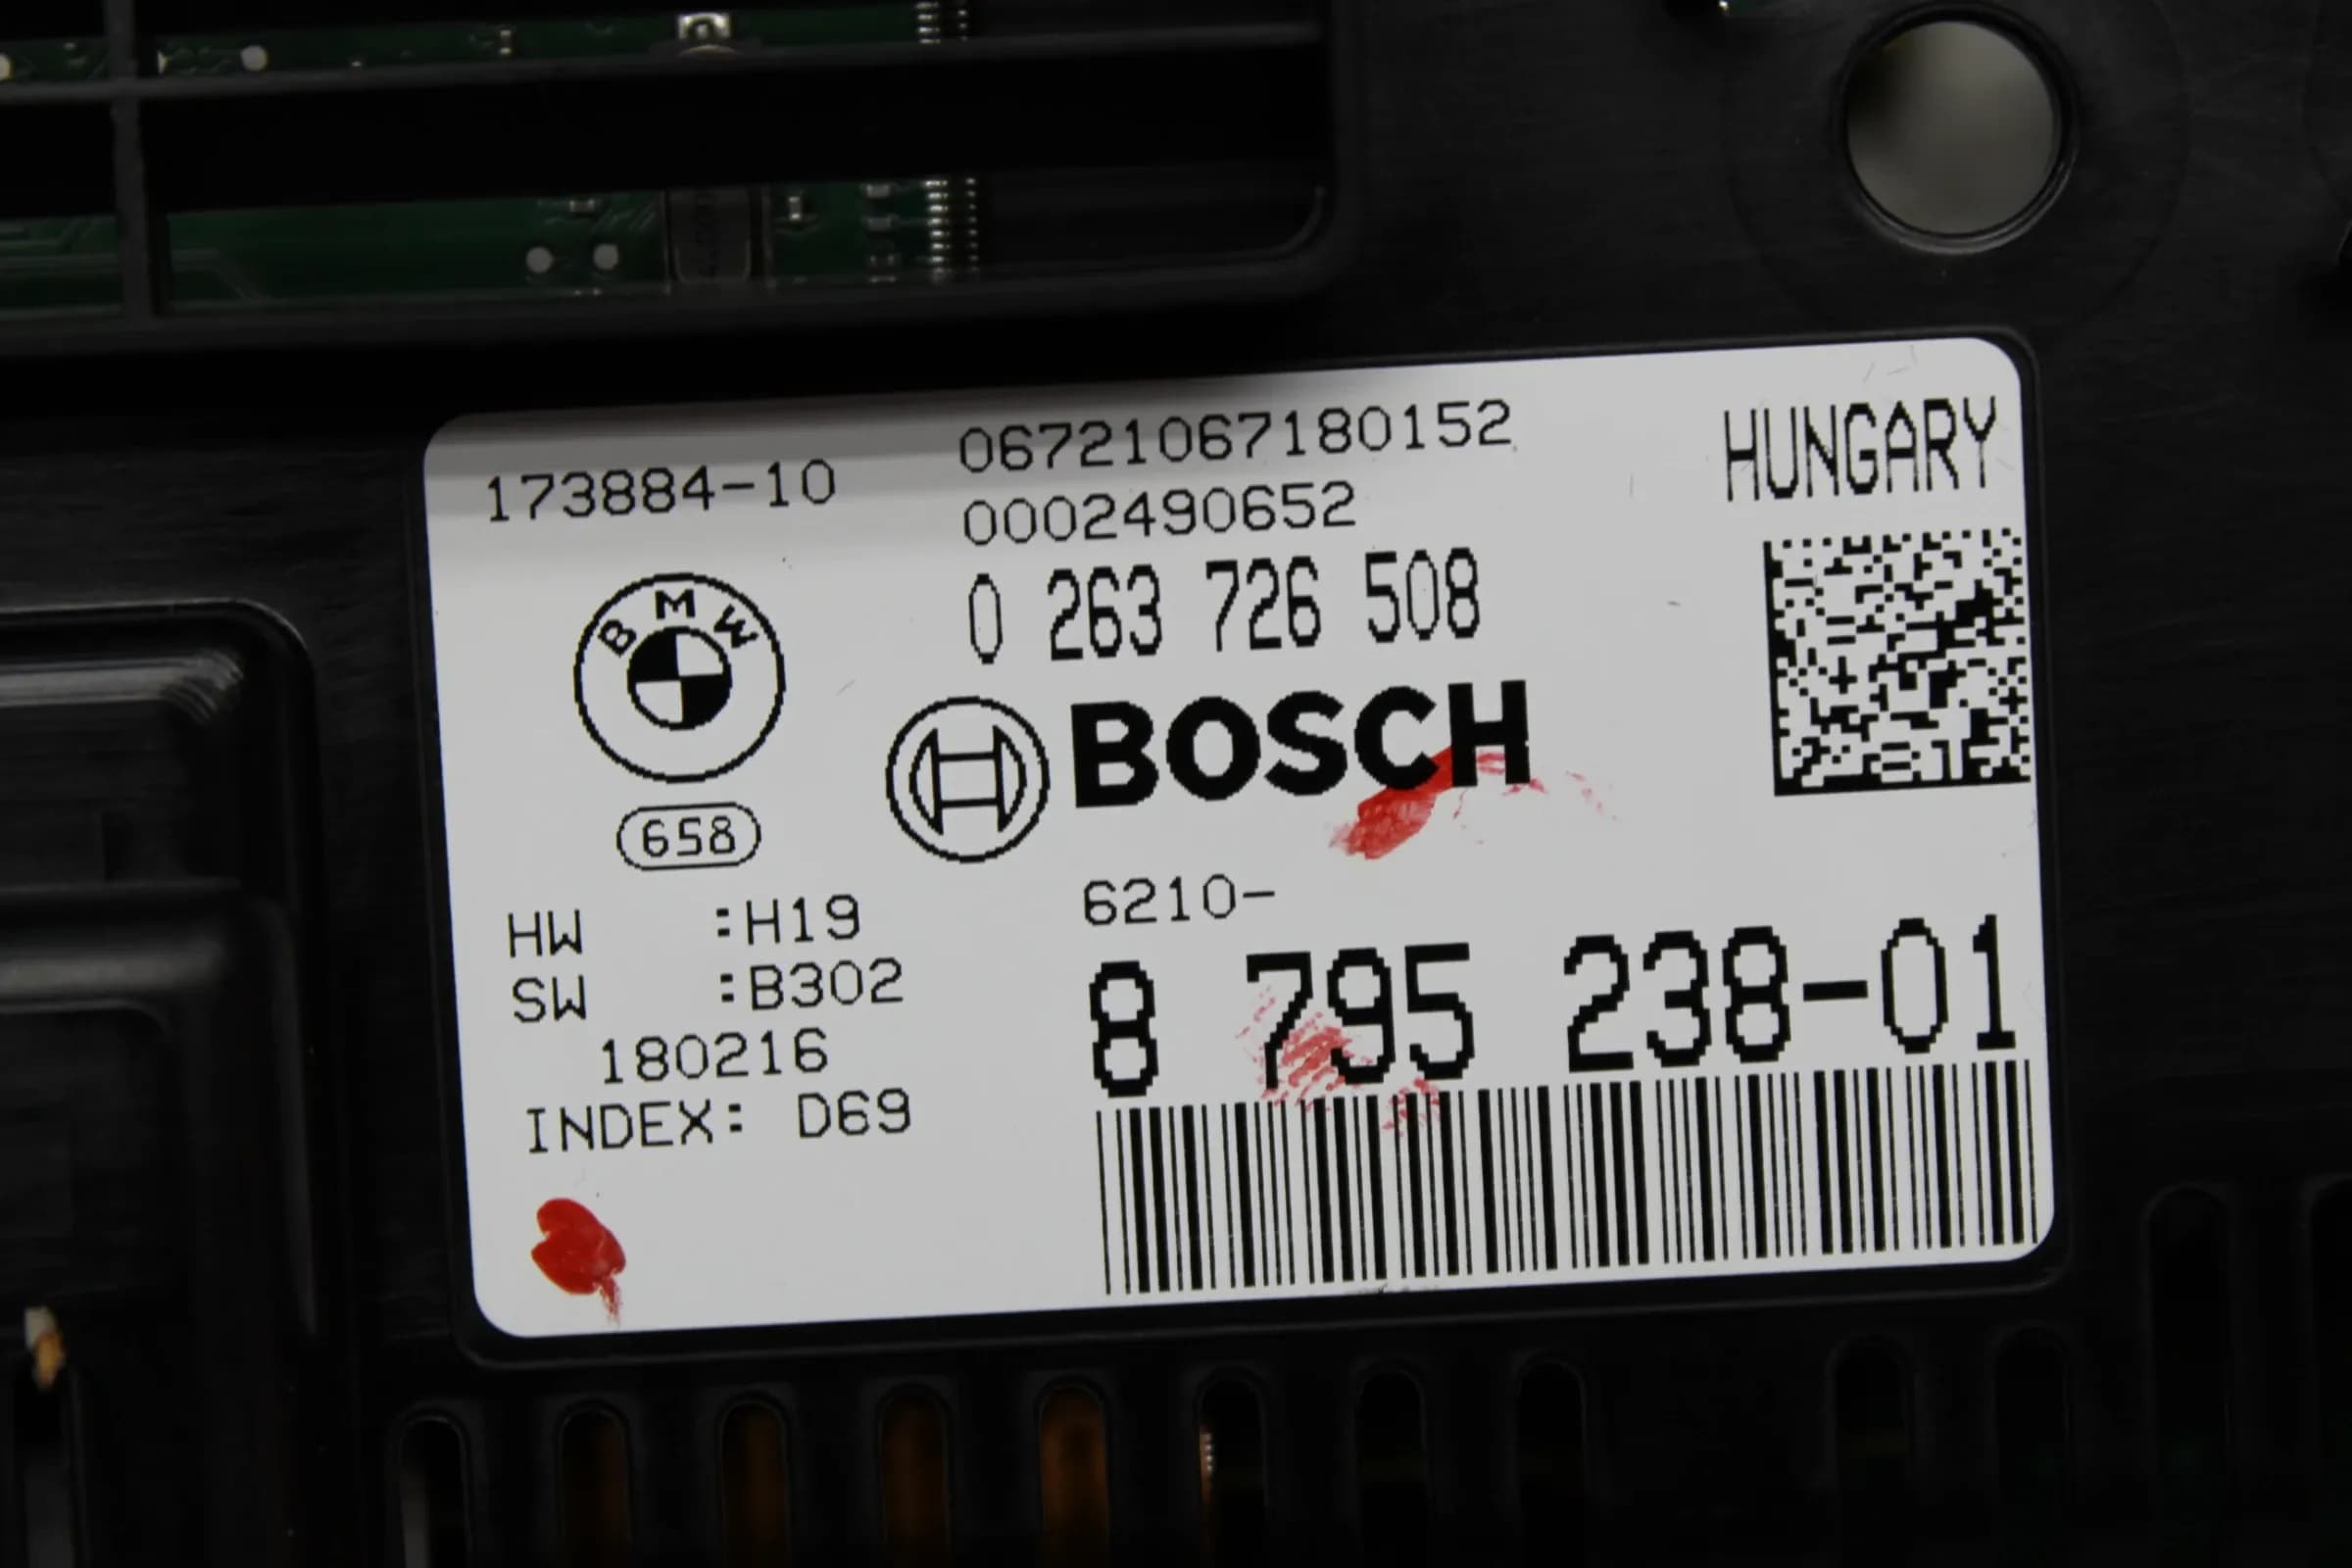 173884-10
06721067180152
0002490652
HUNGARY
0 263 726 508
BMW
BOSCH
658
HW :H19
SW :B302
180216
INDEX: D69
6210-
8 795 238-01